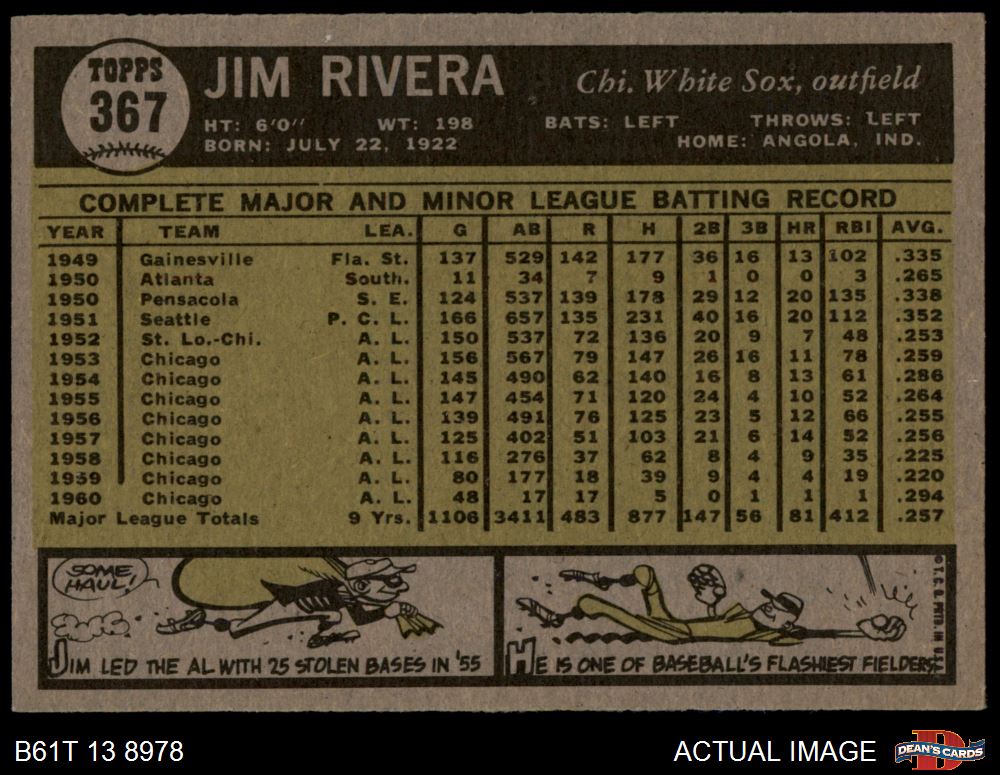 TOPPS
367
JIM RIVERA
Chi. White Sox, outfield
HT: 6'0" WT: 198 BATS: LEFT THROWS: LEFT
BORN: JULY 22, 1922 HOME: ANGOLA, IND.
COMPLETE MAJOR AND MINOR LEAGUE BATTING RECORD
YEAR TEAM LEA. G AB R H 2B 3B HR RBI AVG.
1949 Gainesville Fla. St. 137 529 142 177 36 16 13 102 .335
1950 Atlanta South. 11 34 7 9 1 0 0 3 .265
1950 Pensacola S. E. 124 537 139 178 29 12 20 135 .338
1951 Seattle P. C. L. 166 657 135 231 40 16 20 112 .352
1952 St. Lo.-Chi. A. L. 150 537 72 136 20 9 7 48 .253
1953 Chicago A. L. 156 567 79 147 26 16 11 78 .259
1954 Chicago A. L. 145 490 62 140 16 8 13 61 .286
1955 Chicago A. L. 147 454 71 120 24 4 10 52 .264
1956 Chicago A. L. 139 491 76 125 23 5 12 66 .255
1957 Chicago A. L. 125 402 51 103 21 6 14 52 .256
1958 Chicago A. L. 116 276 37 62 8 4 9 35 .225
1959 Chicago A. L. 80 177 18 39 9 4 4 19 .220
1960 Chicago A. L. 48 17 17 5 0 1 1 1 .294
Major League Totals 9 Yrs. 1106 3411 483 877 147 56 81 412 .257
SOME
HAUL!
JIM LED THE AL WITH 25 STOLEN BASES IN '55
HE IS ONE OF BASEBALL'S FLASHIEST FIELDERS.
© T. C. G. PRTD. IN U.S.A.
B61T 13 8978
ACTUAL IMAGE
DEAN'S CARDS